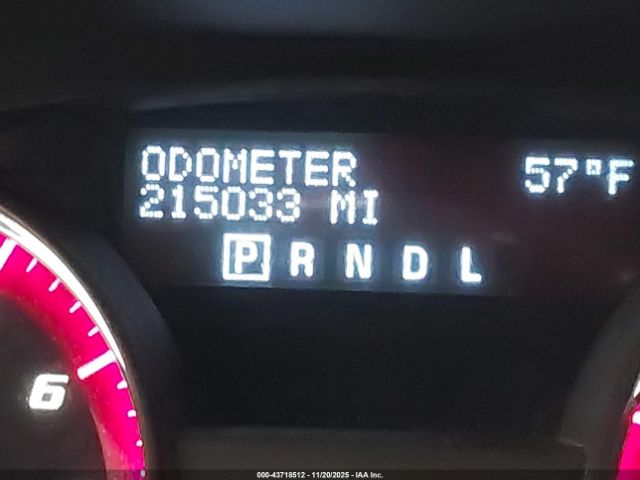 ODOMETER 57°F
215033 MI
P R N D L
6
000-43718512 - 11/20/2025 - IAA Inc.